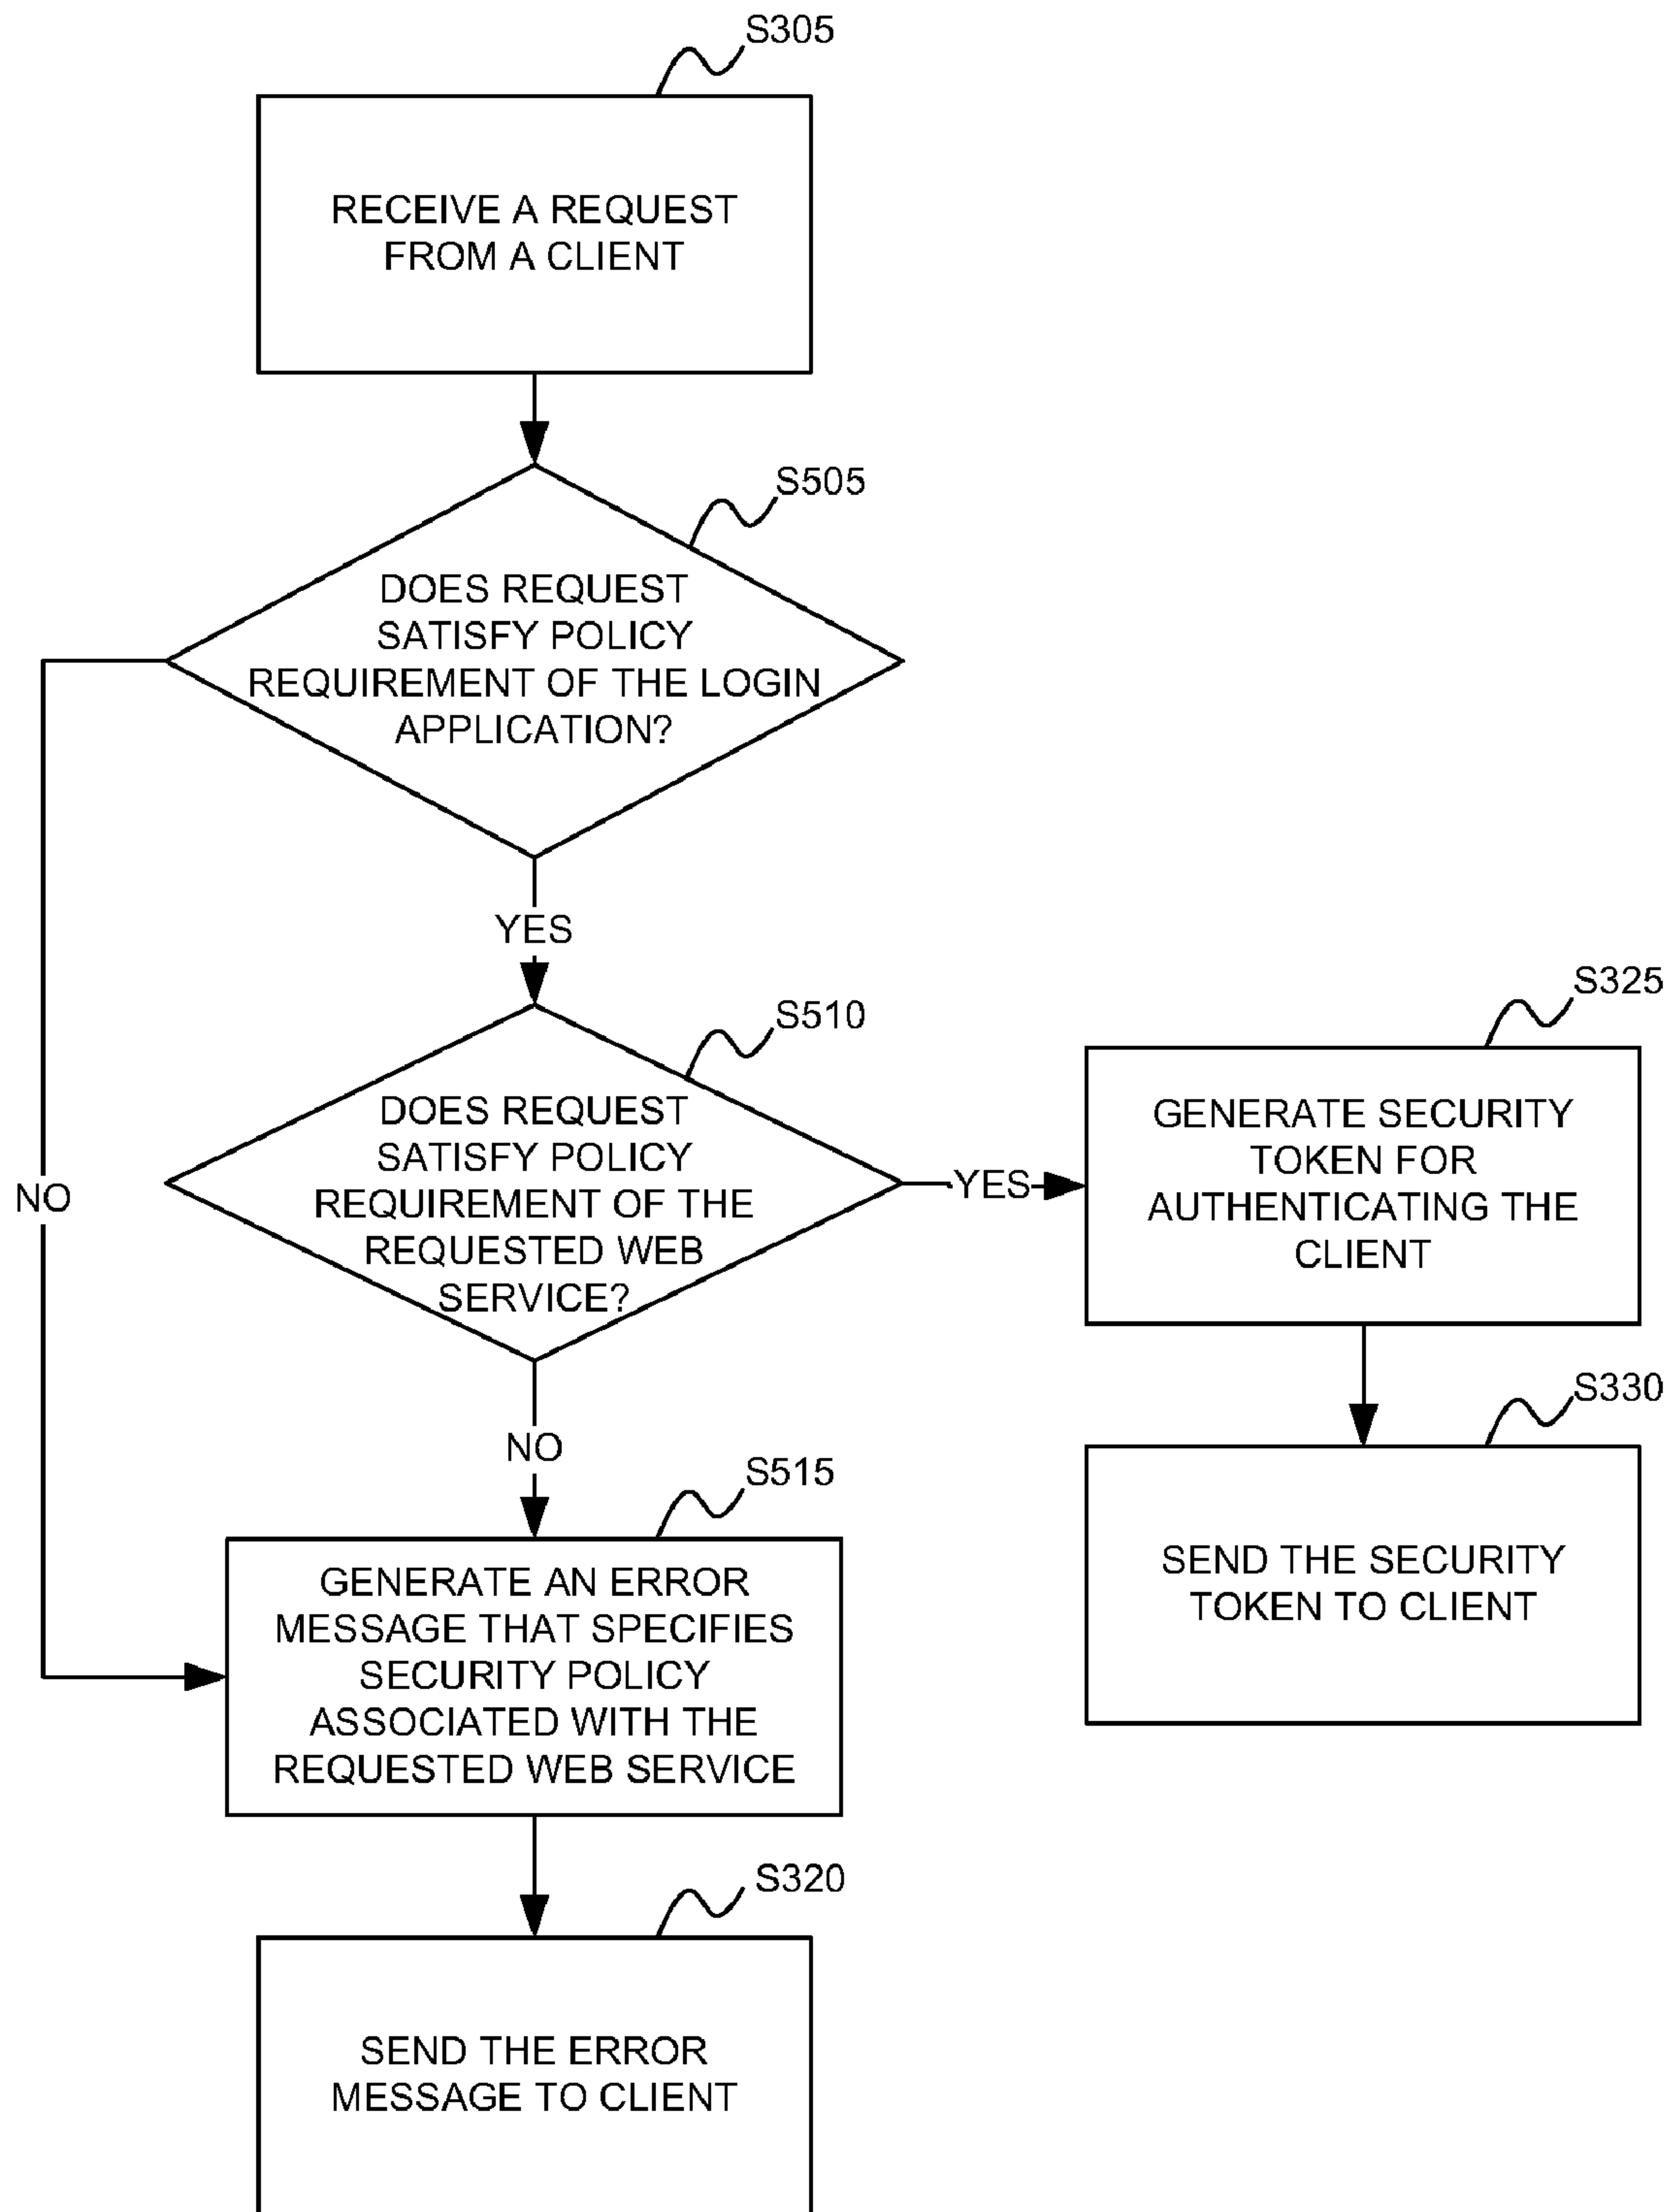 S305
RECEIVE A REQUEST
FROM A CLIENT
S505
DOES REQUEST
SATISFY POLICY
REQUIREMENT OF THE LOGIN
APPLICATION?
YES
S510
DOES REQUEST
SATISFY POLICY
REQUIREMENT OF THE
REQUESTED WEB
SERVICE?
YES
S325
GENERATE SECURITY
TOKEN FOR
AUTHENTICATING THE
CLIENT
NO
NO
S330
SEND THE SECURITY
TOKEN TO CLIENT
S515
GENERATE AN ERROR
MESSAGE THAT SPECIFIES
SECURITY POLICY
ASSOCIATED WITH THE
REQUESTED WEB SERVICE
S320
SEND THE ERROR
MESSAGE TO CLIENT